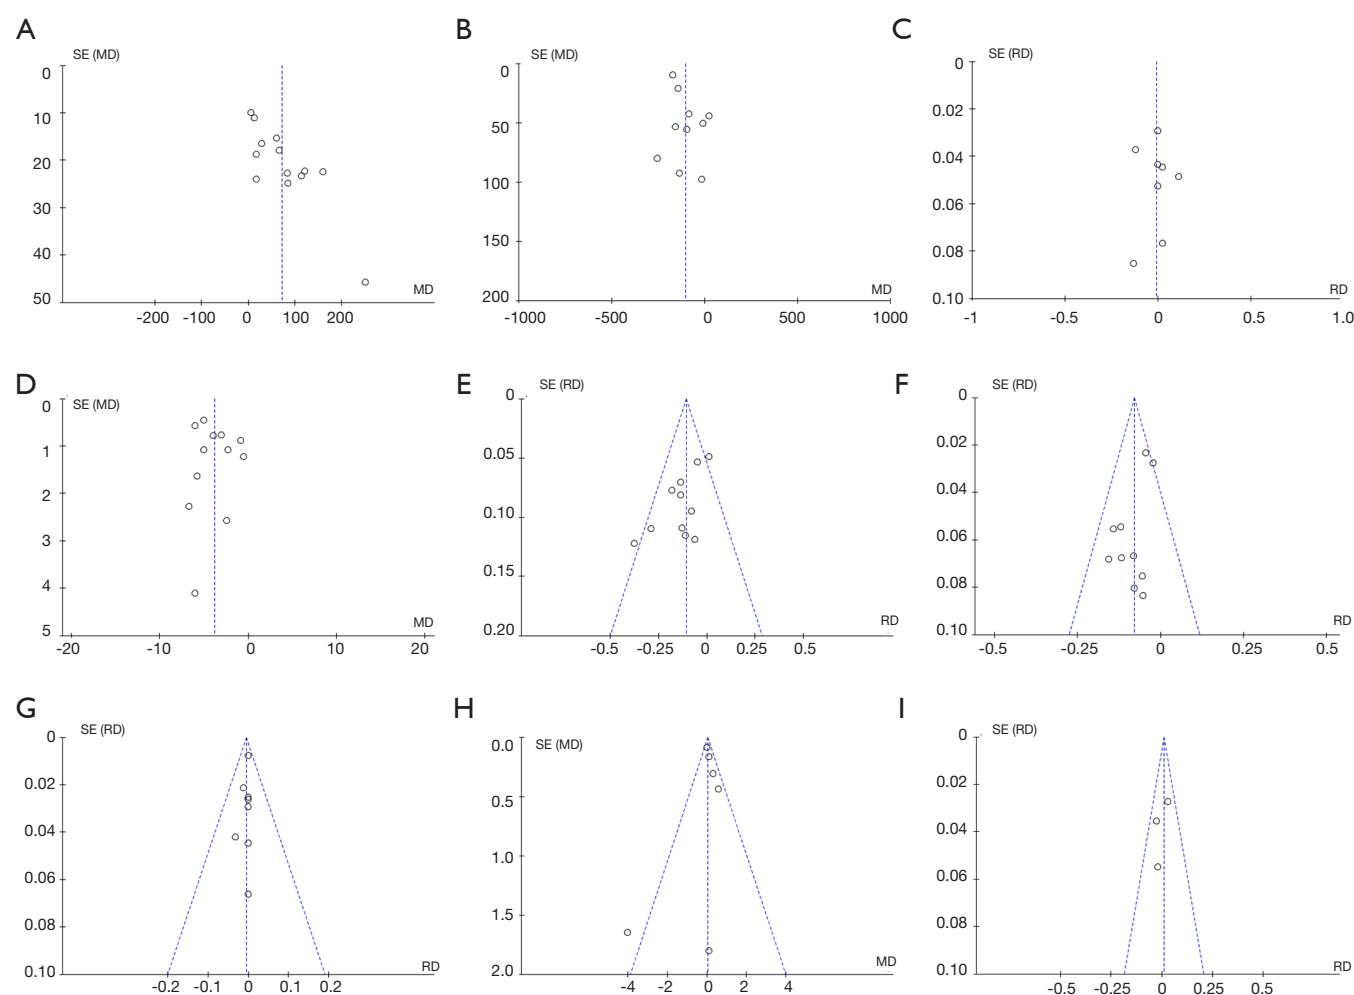 A
SE (MD)
0
10
20
30
40
50
MD
-200 -100 0 100 200
B
SE (MD)
0
50
100
150
200
MD
-1000 -500 0 500 1000
C
SE (RD)
0
0.02
0.04
0.06
0.08
0.10
RD
-1 -0.5 0 0.5 1.0
D
SE (MD)
0
1
2
3
4
5
MD
-20 -10 0 10 20
E
SE (RD)
0
0.05
0.10
0.15
0.20
RD
-0.5 -0.25 0 0.25 0.5
F
SE (RD)
0
0.02
0.04
0.06
0.08
0.10
RD
-0.5 -0.25 0 0.25 0.5
G
SE (RD)
0
0.02
0.04
0.06
0.08
0.10
RD
-0.2 -0.1 0 0.1 0.2
H
SE (MD)
0.0
0.5
1.0
1.5
2.0
MD
-4 -2 0 2 4
I
SE (RD)
0
0.02
0.04
0.06
0.08
0.10
RD
-0.5 -0.25 0 0.25 0.5